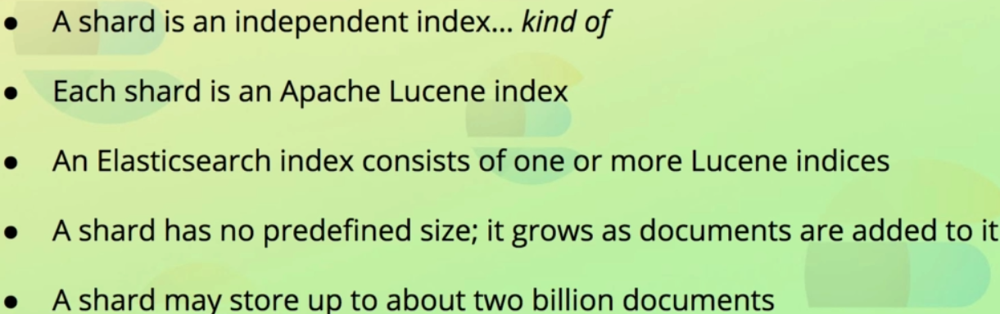 ● A shard is an independent index... kind of
● Each shard is an Apache Lucene index
● An Elasticsearch index consists of one or more Lucene indices
● A shard has no predefined size; it grows as documents are added to it
● A shard may store up to about two billion documents